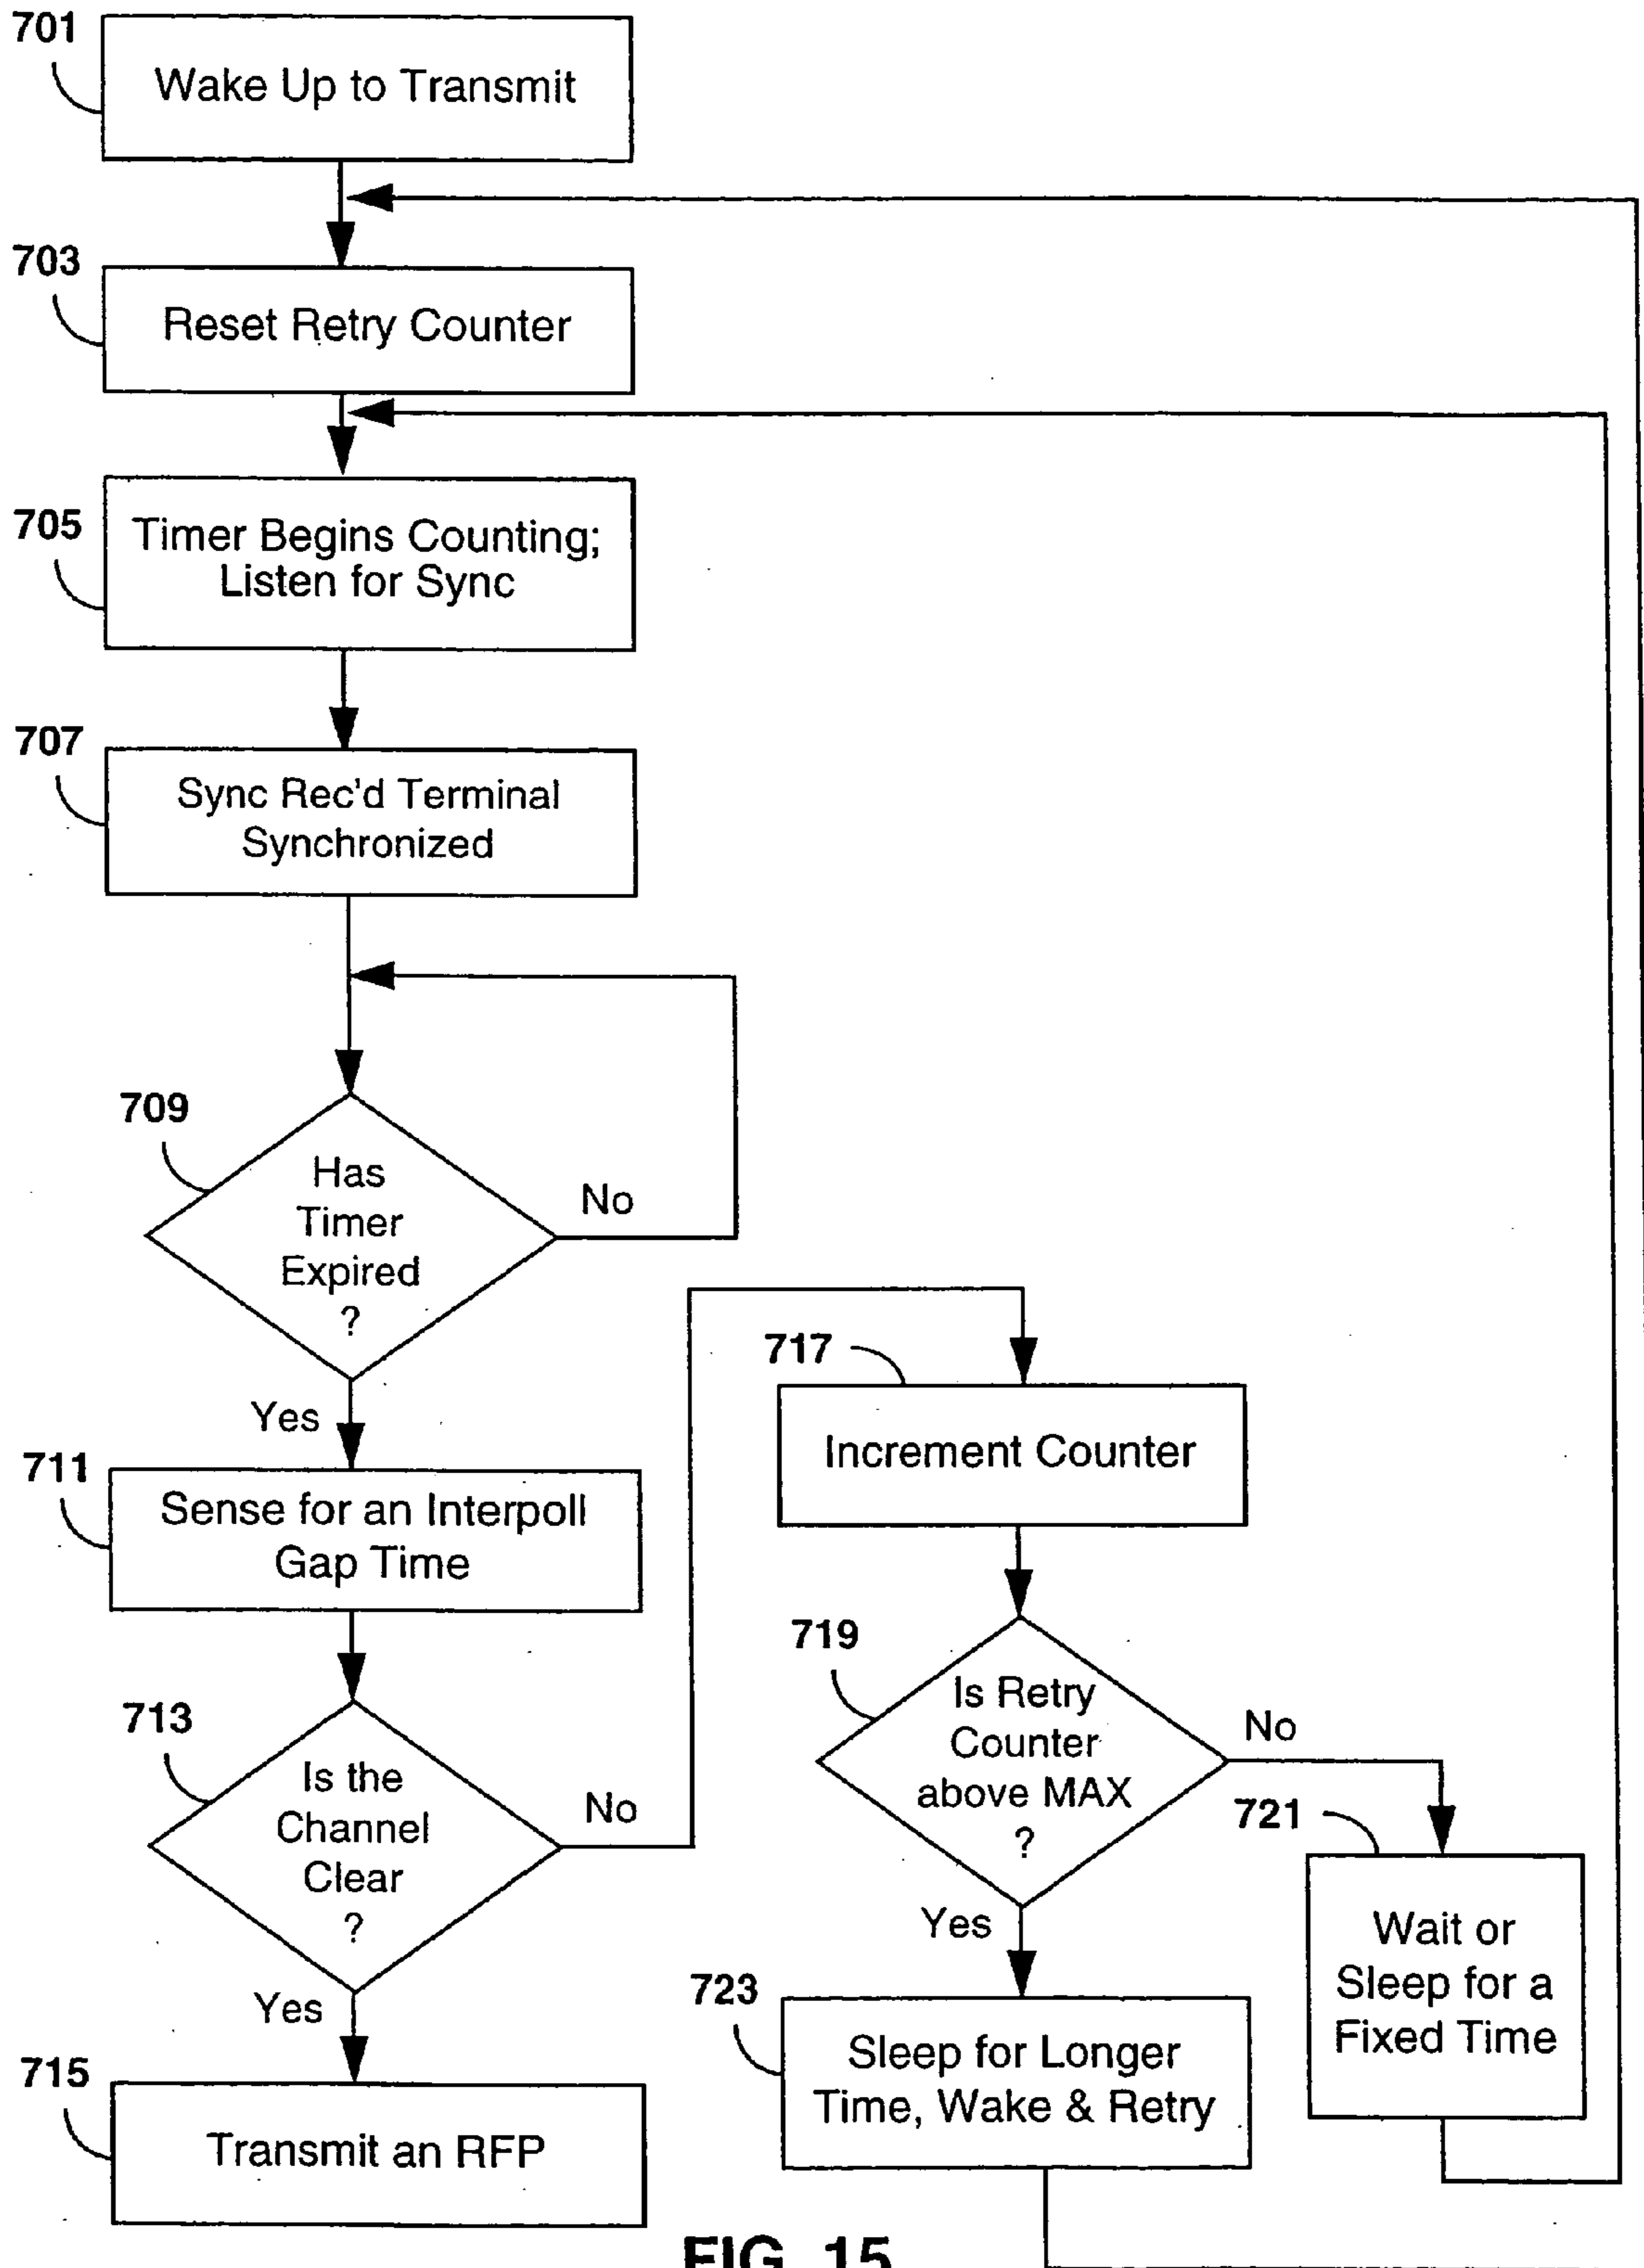 701
Wake Up to Transmit
703
Reset Retry Counter
705
Timer Begins Counting;
Listen for Sync
707
Sync Rec'd Terminal
Synchronized
709
Has
Timer
Expired
?
No
Yes
711
Sense for an Interpoll
Gap Time
713
Is the
Channel
Clear
?
No
Yes
715
Transmit an RFP
717
Increment Counter
719
Is Retry
Counter
above MAX
?
No
Yes
721
Wait or
Sleep for a
Fixed Time
723
Sleep for Longer
Time, Wake & Retry
FIG. 15